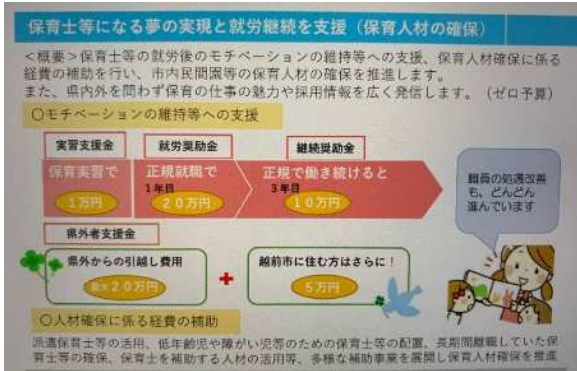 保育士等になる夢の実現と就労継続を支援（保育人材の確保）
＜概要＞保育士等の就労後のモチベーションの維持等への支援、保育人材確保に係る
経費の補助を行い、市内民間園等の保育人材の確保を推進します。
また、県内外を問わず保育の仕事の魅力や採用情報を広く発信します。（ゼロ予算）
〇モチベーションの維持等への支援
実習支援金
就労奨励金
継続奨励金
保育実習で
正規就職で
正規で働き続けると
1年目
3年目
1万円
20万円
10万円
職員の処遇改善
も、どんどん
進んでいます
県外者支援金
県外からの引越し費用
最大20万円
+
越前市に住む方はさらに！
5万円
〇人材確保に係る経費の補助
派遣保育士等の活用、低年齢児や障がい児等のための保育士等の配置、長期間離職していた保
育士等の確保、保育士を補助する人材の活用等、多様な補助事業を展開し保育人材確保を推進